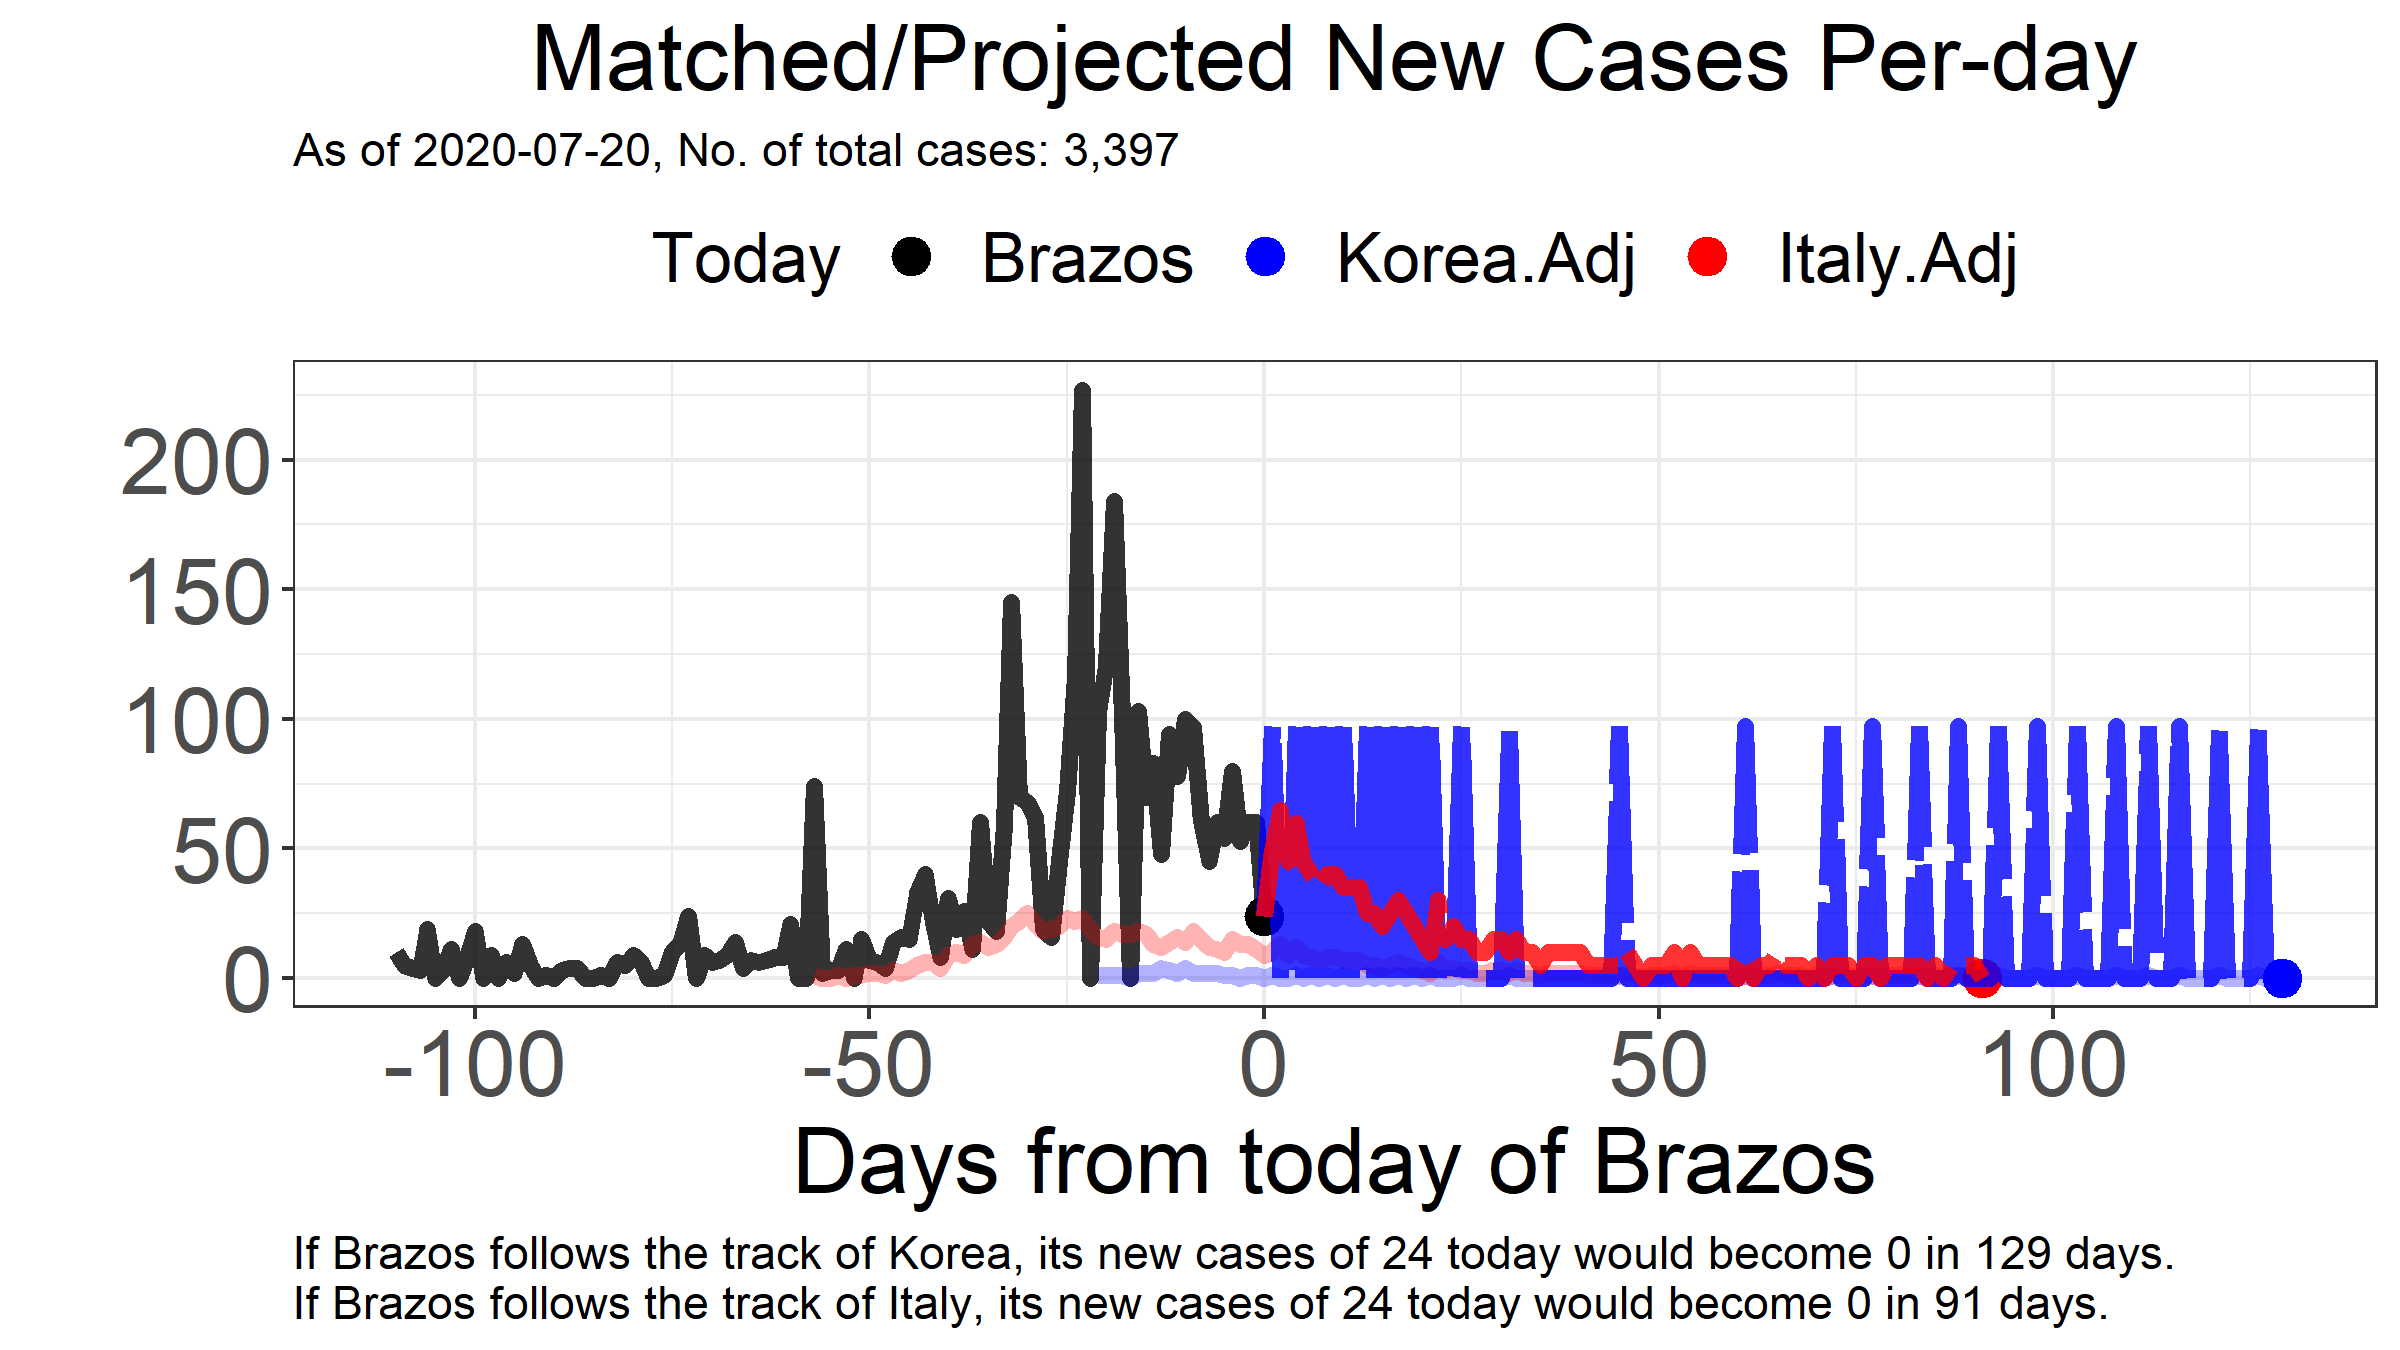 Matched/Projected New Cases Per-day
As of 2020-07-20, No. of total cases: 3,397
Today Brazos Korea.Adj Italy.Adj
200
150
100
50
0
-100 -50 0 50 100
Days from today of Brazos
If Brazos follows the track of Korea, its new cases of 24 today would become 0 in 129 days.
If Brazos follows the track of Italy, its new cases of 24 today would become 0 in 91 days.